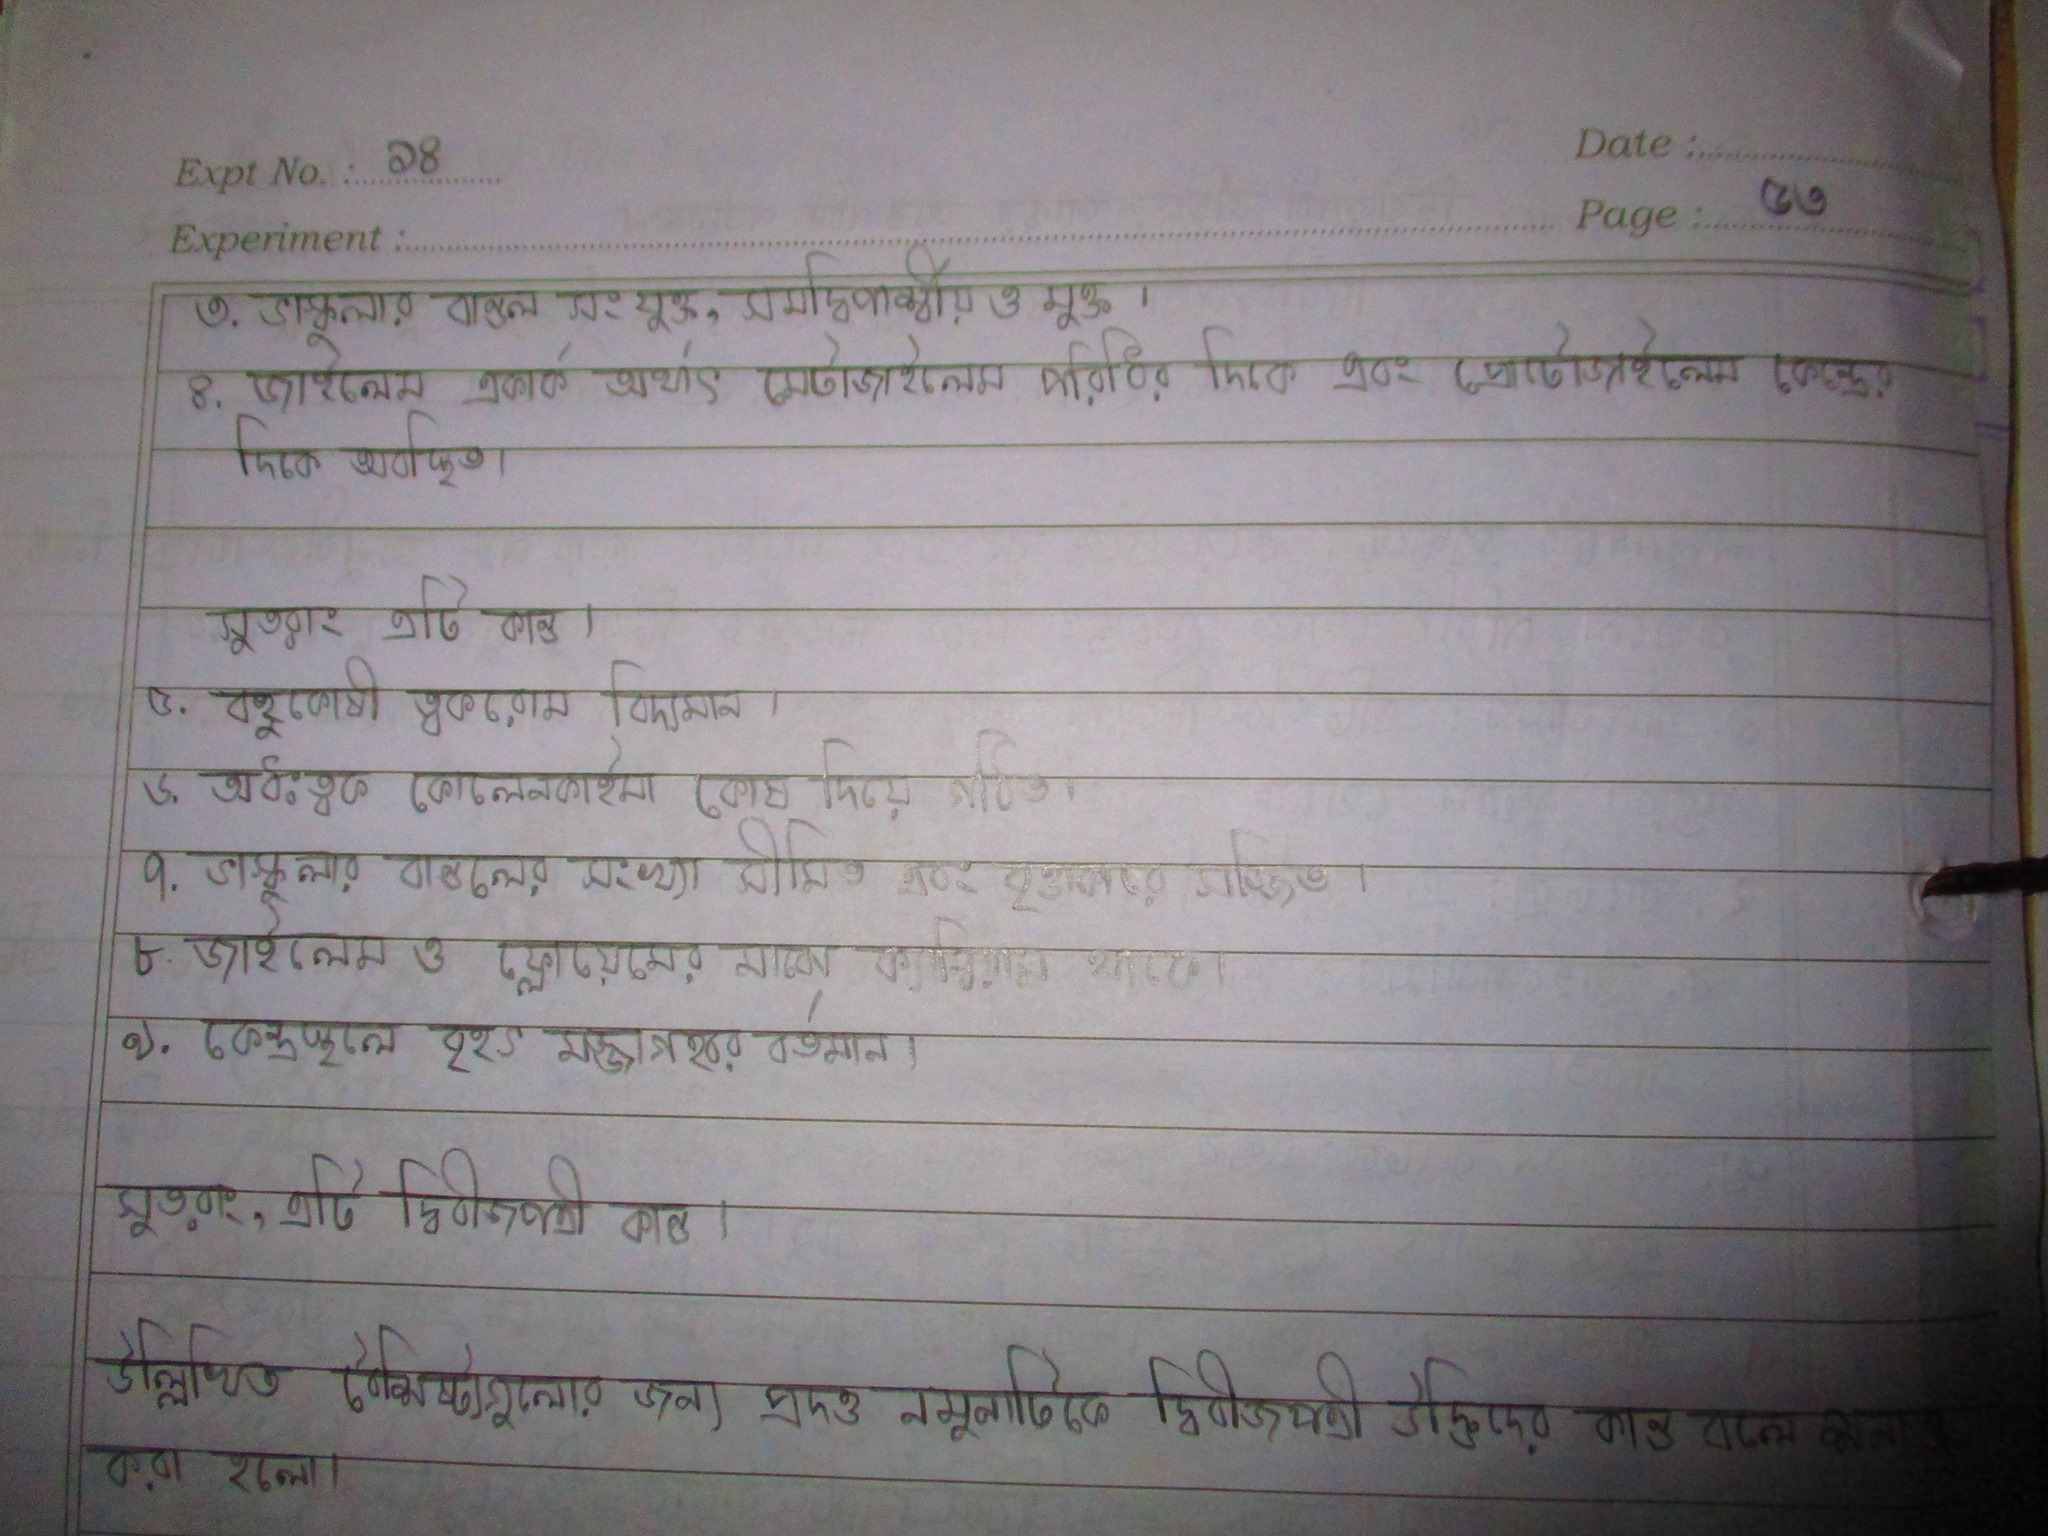 Expt No. : ১৪
Date :
Experiment :
Page : ৫৩
৩. ভাস্কুলার বান্ডল সংযুক্ত, সমদ্বিপার্শ্বীয় ও মুক্ত।
৪. জাইলেম এক্সার্ক অর্থাৎ মেটাজাইলেম পরিধির দিকে এবং প্রোটোজাইলেম কেন্দ্রের
দিকে অবস্থিত।
সুতরাং এটি কান্ড।
৫. বহুকোষী ত্বকরোম বিদ্যমান।
৬. অধঃত্বক কোলেনকাইমা কোষ দিয়ে গঠিত।
৭. ভাস্কুলার বান্ডলের সংখ্যা সীমিত এবং বৃত্তাকারে সজ্জিত।
৮. জাইলেম ও ফ্লোয়েমের মাঝে ক্যাম্বিয়াম থাকে।
৯. কেন্দ্রস্থলে বৃহৎ মজ্জাগহ্বর বর্তমান।
সুতরাং, এটি দ্বিবীজপত্রী কান্ড।
উল্লিখিত বৈশিষ্ট্যগুলোর জন্য প্রদত্ত নমুনাটিকে দ্বিবীজপত্রী উদ্ভিদের কান্ড বলে
করা হলো।